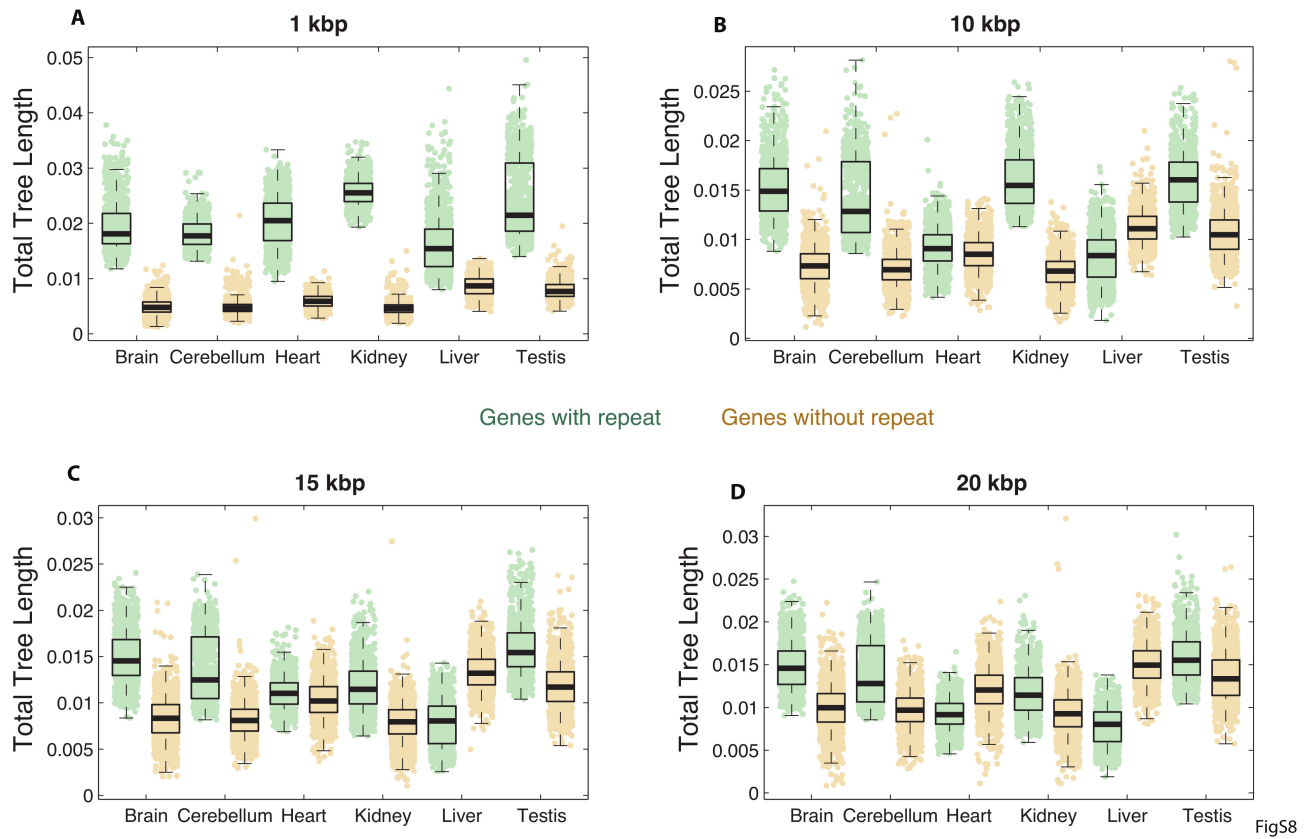 A
1 kbp
Total Tree Length
0.05
0.04
0.03
0.02
0.01
0
Brain Cerebellum Heart Kidney Liver Testis
B
10 kbp
Total Tree Length
0.025
0.02
0.015
0.01
0.005
0
Brain Cerebellum Heart Kidney Liver Testis
Genes with repeat Genes without repeat
C
15 kbp
Total Tree Length
0.03
0.025
0.02
0.015
0.01
0.005
0
Brain Cerebellum Heart Kidney Liver Testis
D
20 kbp
Total Tree Length
0.03
0.025
0.02
0.015
0.01
0.005
0
Brain Cerebellum Heart Kidney Liver Testis
FigS8